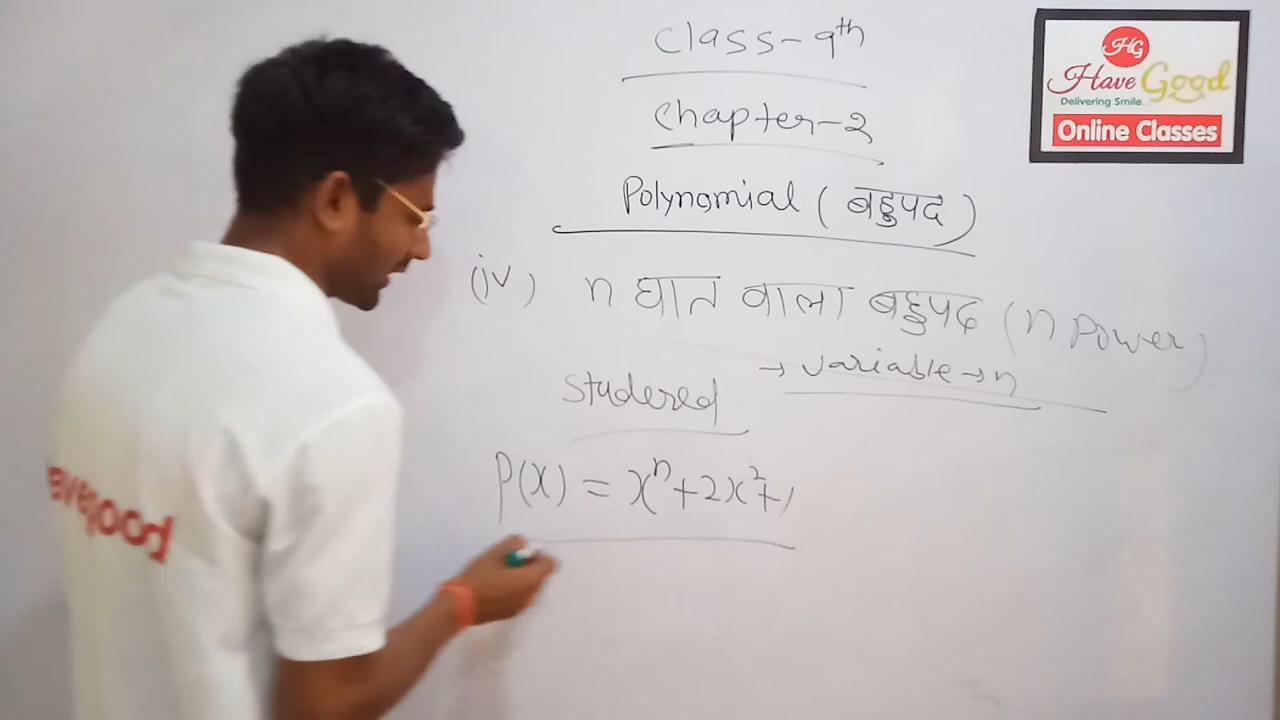 Class-9th
Chapter-2
Polynomial (बहुपद)
(iv) n घात वाला बहुपद (n Power)
→ variable → n
Studered
P(x) = xⁿ+2x²+1
HG
Have Good
Delivering Smile
Online Classes
avegood